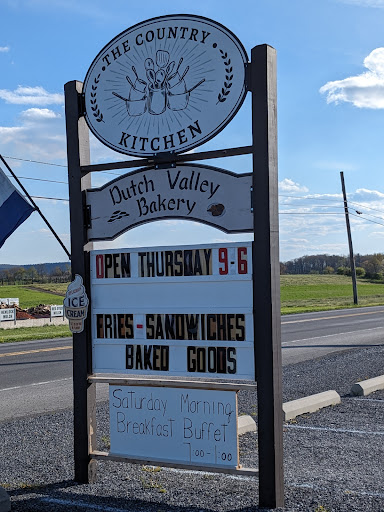 THE COUNTRY
KITCHEN
Dutch Valley
Bakery
OPEN THURSDAY 9-6
ICE
CREAM
FRIES-SANDWICHES
BAKED GOODS
Saturday Morning
Breakfast Buffet
7:00-1:00